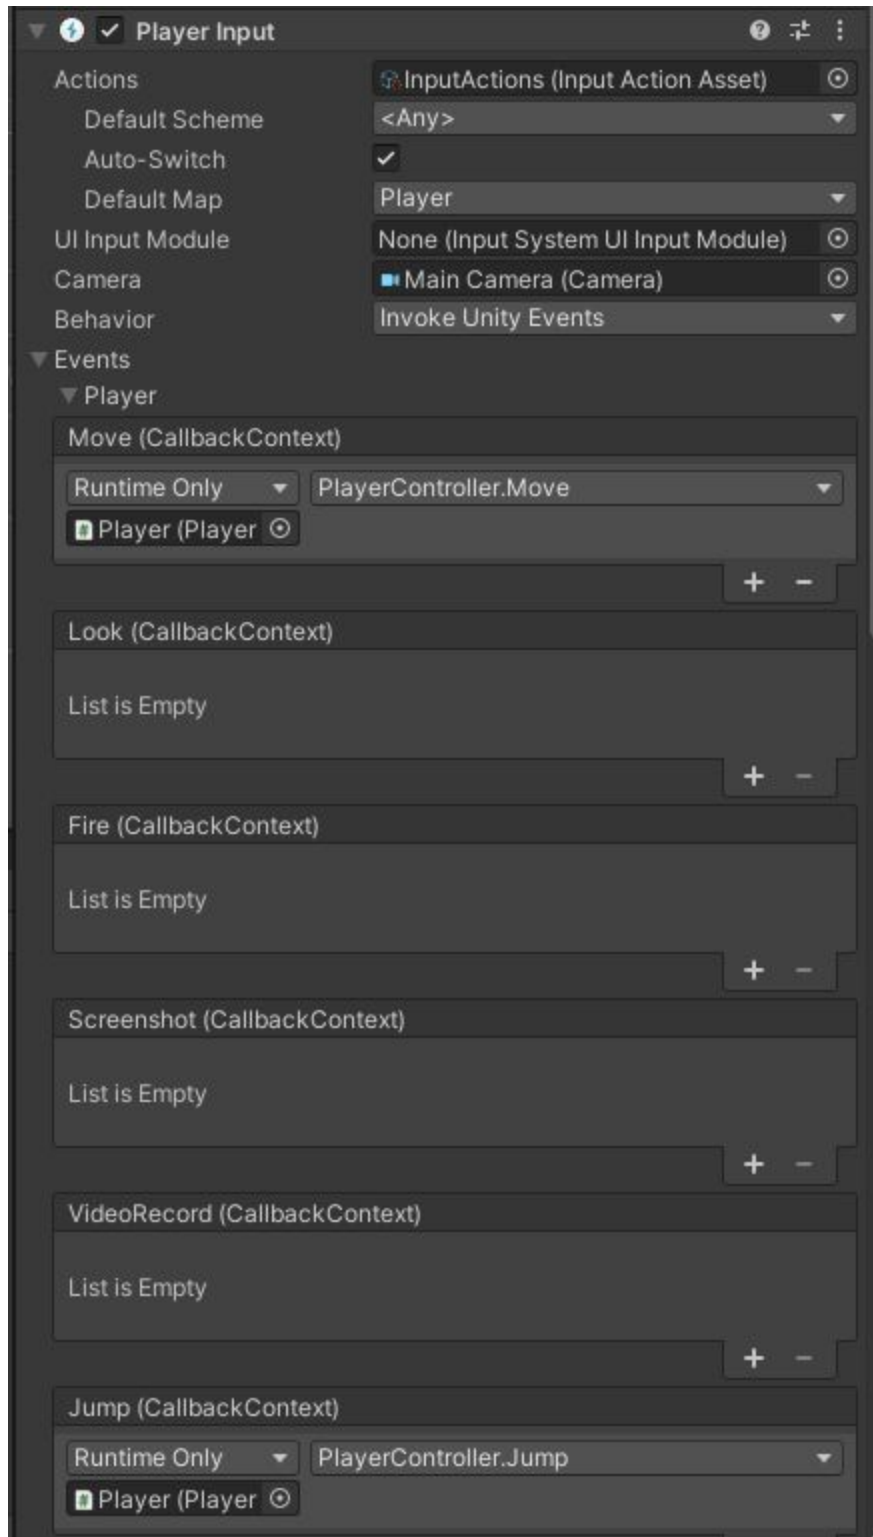 Player Input
Actions InputActions (Input Action Asset)
Default Scheme <Any>
Auto-Switch
Default Map Player
UI Input Module None (Input System UI Input Module)
Camera Main Camera (Camera)
Behavior Invoke Unity Events
Events
Player
Move (CallbackContext)
Runtime Only PlayerController.Move
Player (Player
Look (CallbackContext)
List is Empty
Fire (CallbackContext)
List is Empty
Screenshot (CallbackContext)
List is Empty
VideoRecord (CallbackContext)
List is Empty
Jump (CallbackContext)
Runtime Only PlayerController.Jump
Player (Player